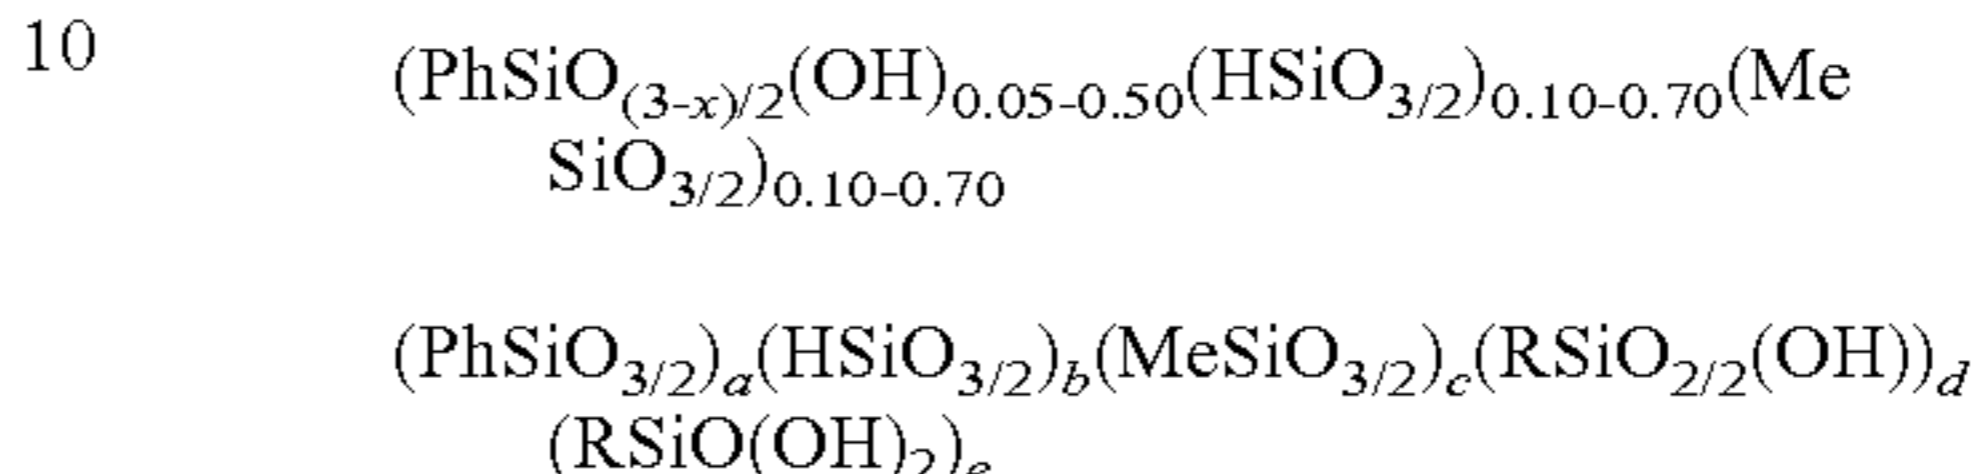 10
(PhSiO(3-x)/2(OH)0.05-0.50(HSiO3/2)0.10-0.70(Me
SiO3/2)0.10-0.70
(PhSiO3/2)a(HSiO3/2)b(MeSiO3/2)c(RSiO2/2(OH))d
(RSiO(OH)2)e